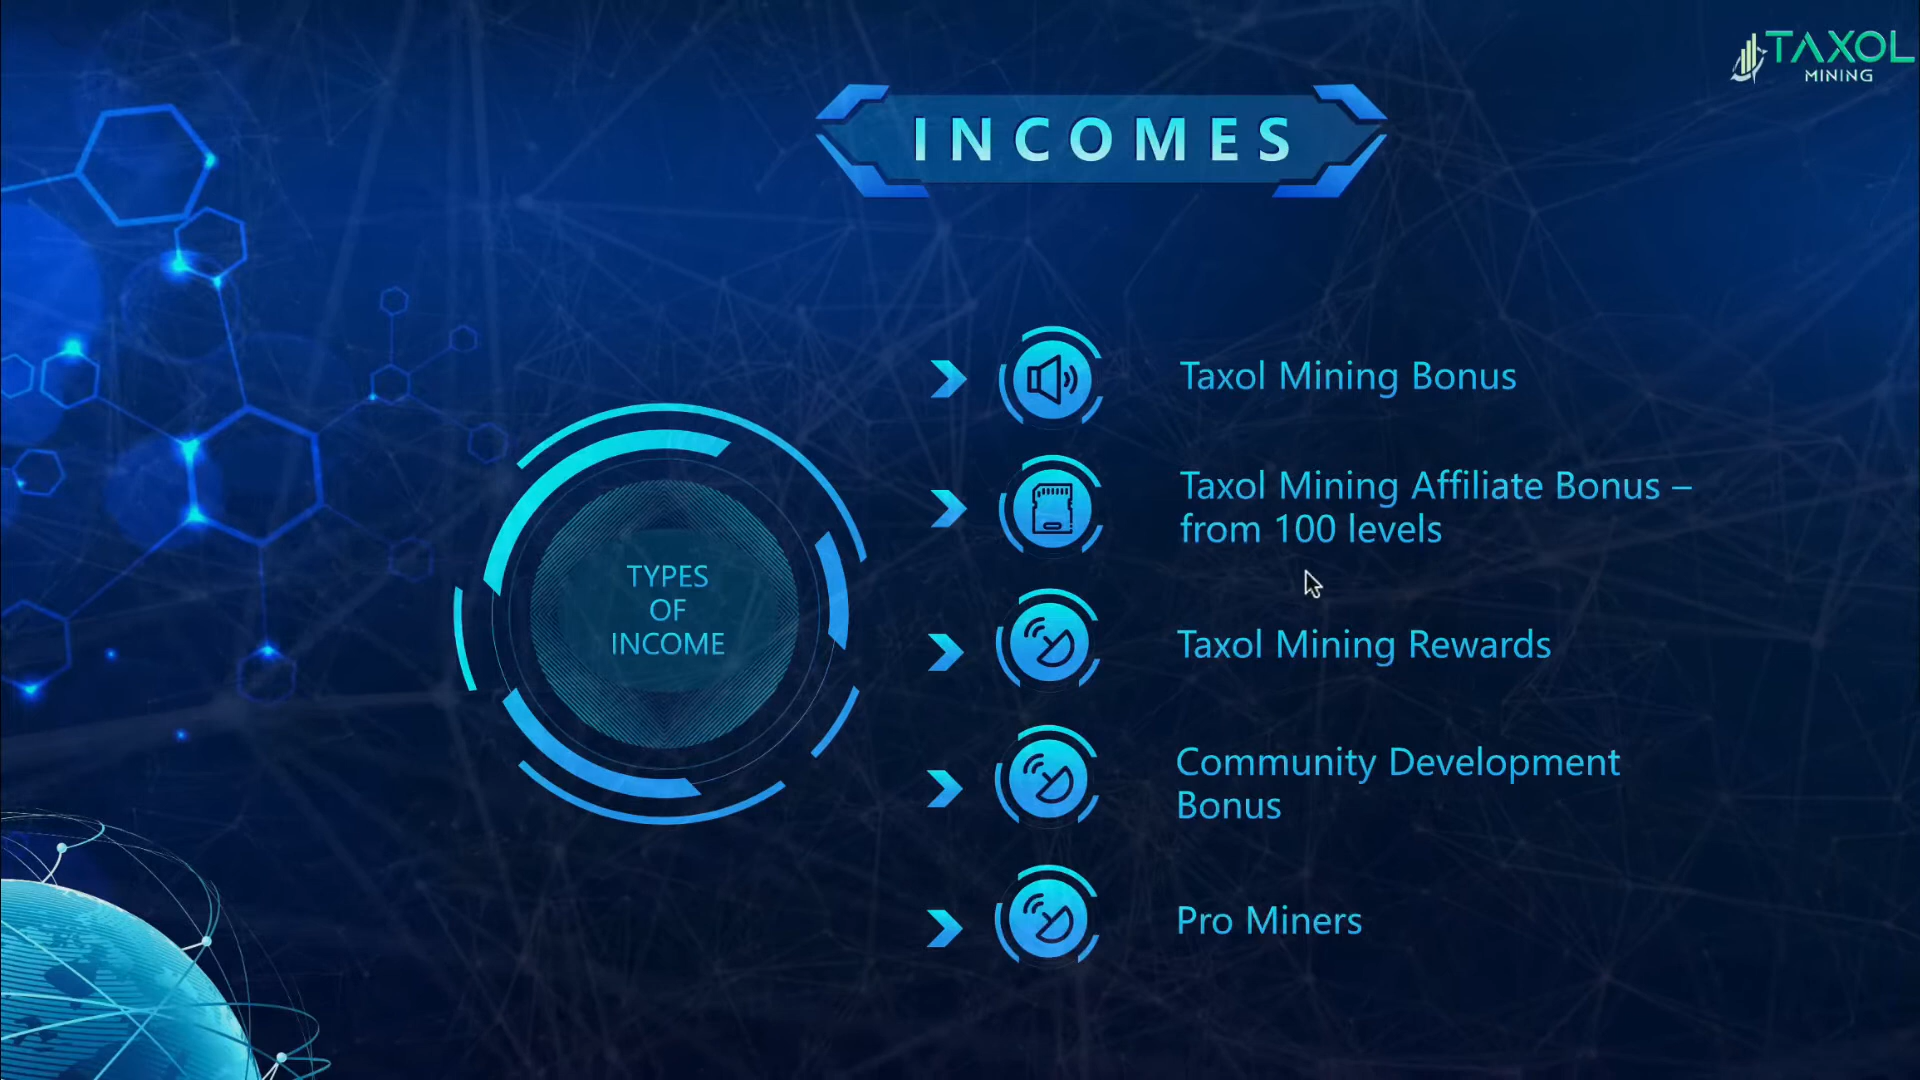 TAXOL
MINING
INCOMES
TYPES
OF
INCOME
Taxol Mining Bonus
Taxol Mining Affiliate Bonus –
from 100 levels
Taxol Mining Rewards
Community Development
Bonus
Pro Miners